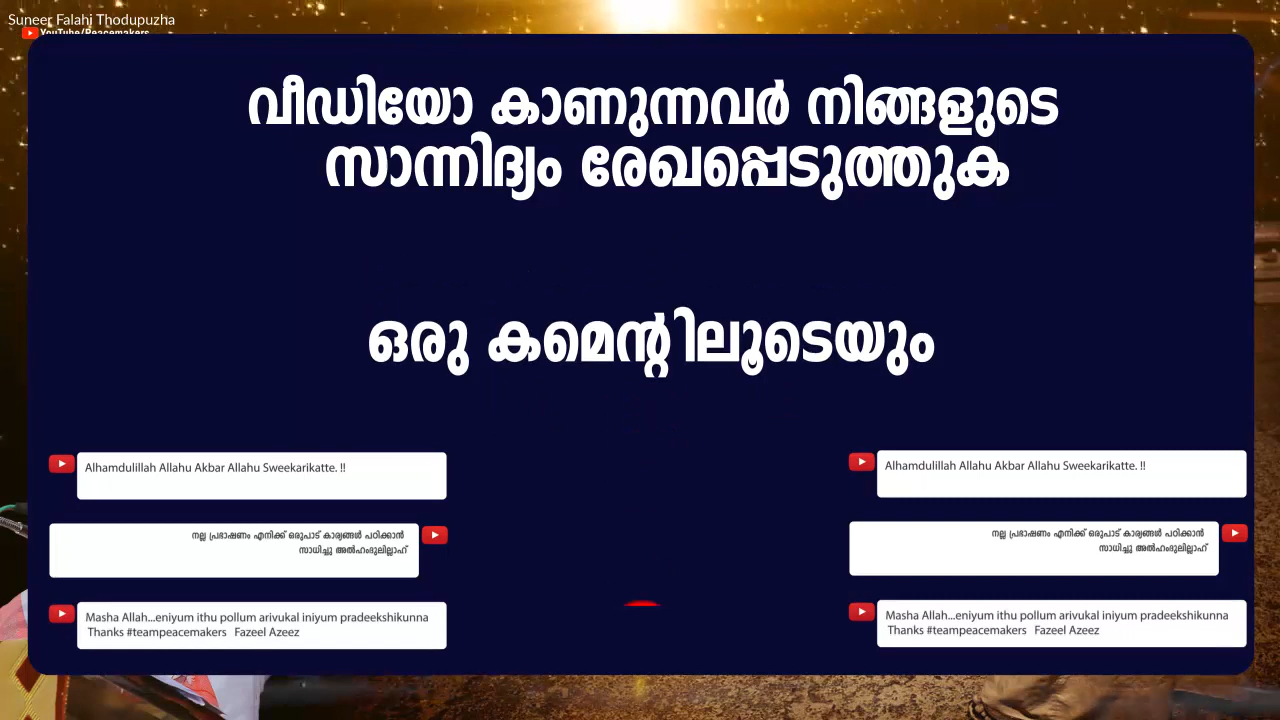 Suneer Falahi Thodupuzha
YouTube/Peacemakers
വീഡിയോ കാണുന്നവർ നിങ്ങളുടെ
സാന്നിദ്യം രേഖപ്പെടുത്തുക
ഒരു കമെന്റിലൂടെയും
Alhamdulillah Allahu Akbar Allahu Sweekarikatte. !!
നല്ല പ്രഭാഷണം എനിക്ക് ഒരുപാട് കാര്യങ്ങൾ പഠിക്കാൻ
സാധിച്ചു അൽഹംദുലില്ലാഹ്
Masha Allah...eniyum ithu pollum arivukal iniyum pradeekshikunna
Thanks #teampeacemakers Fazeel Azeez
Alhamdulillah Allahu Akbar Allahu Sweekarikatte. !!
നല്ല പ്രഭാഷണം എനിക്ക് ഒരുപാട് കാര്യങ്ങൾ പഠിക്കാൻ
സാധിച്ചു അൽഹംദുലില്ലാഹ്
Masha Allah...eniyum ithu pollum arivukal iniyum pradeekshikunna
Thanks #teampeacemakers Fazeel Azeez